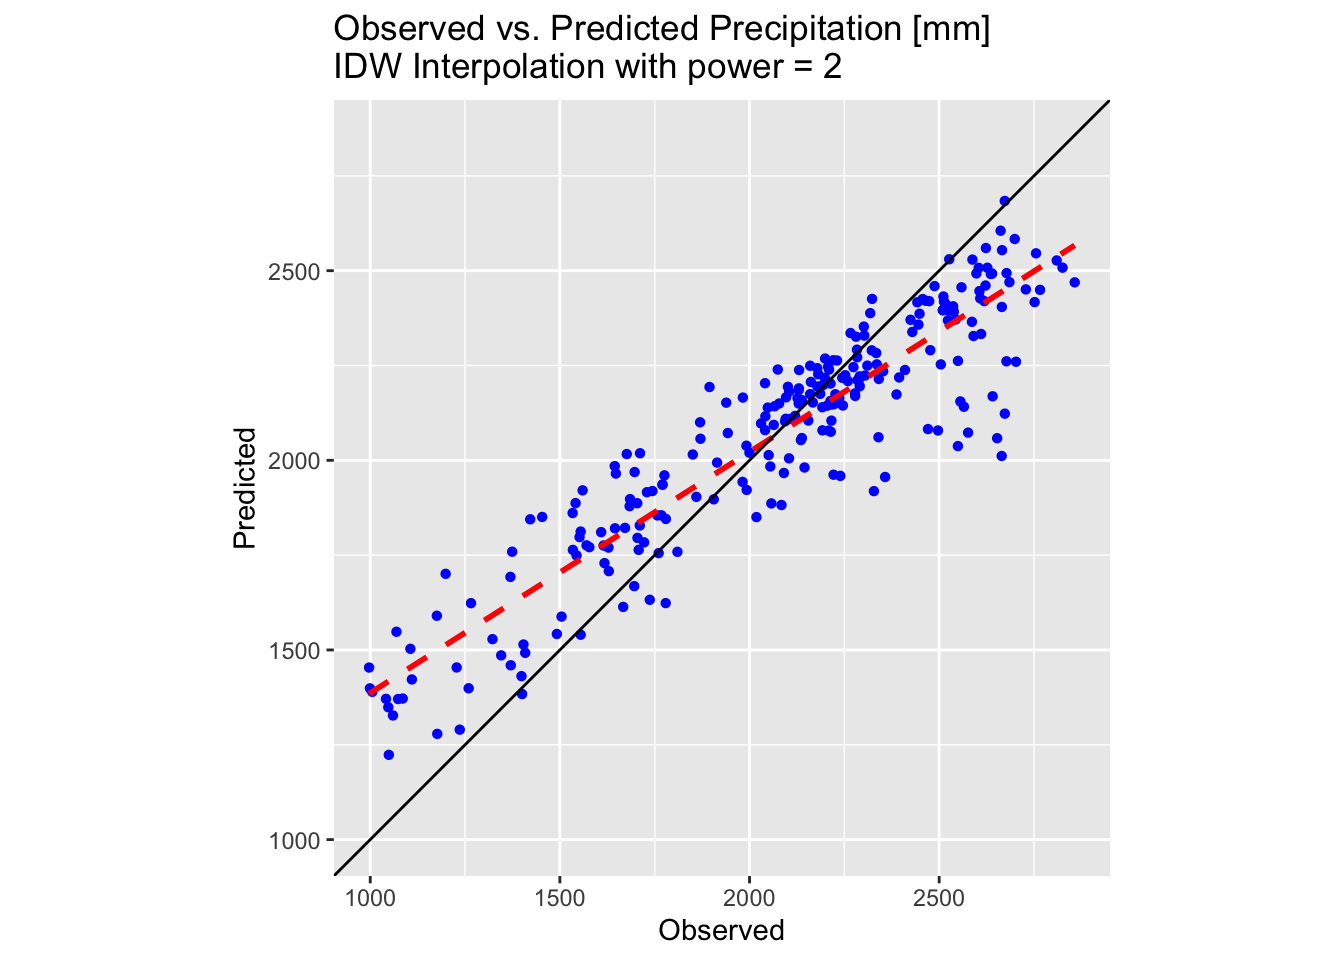 Observed vs. Predicted Precipitation [mm]
IDW Interpolation with power = 2
2500
2000
1500
1000
Predicted
1000 1500 2000 2500
Observed